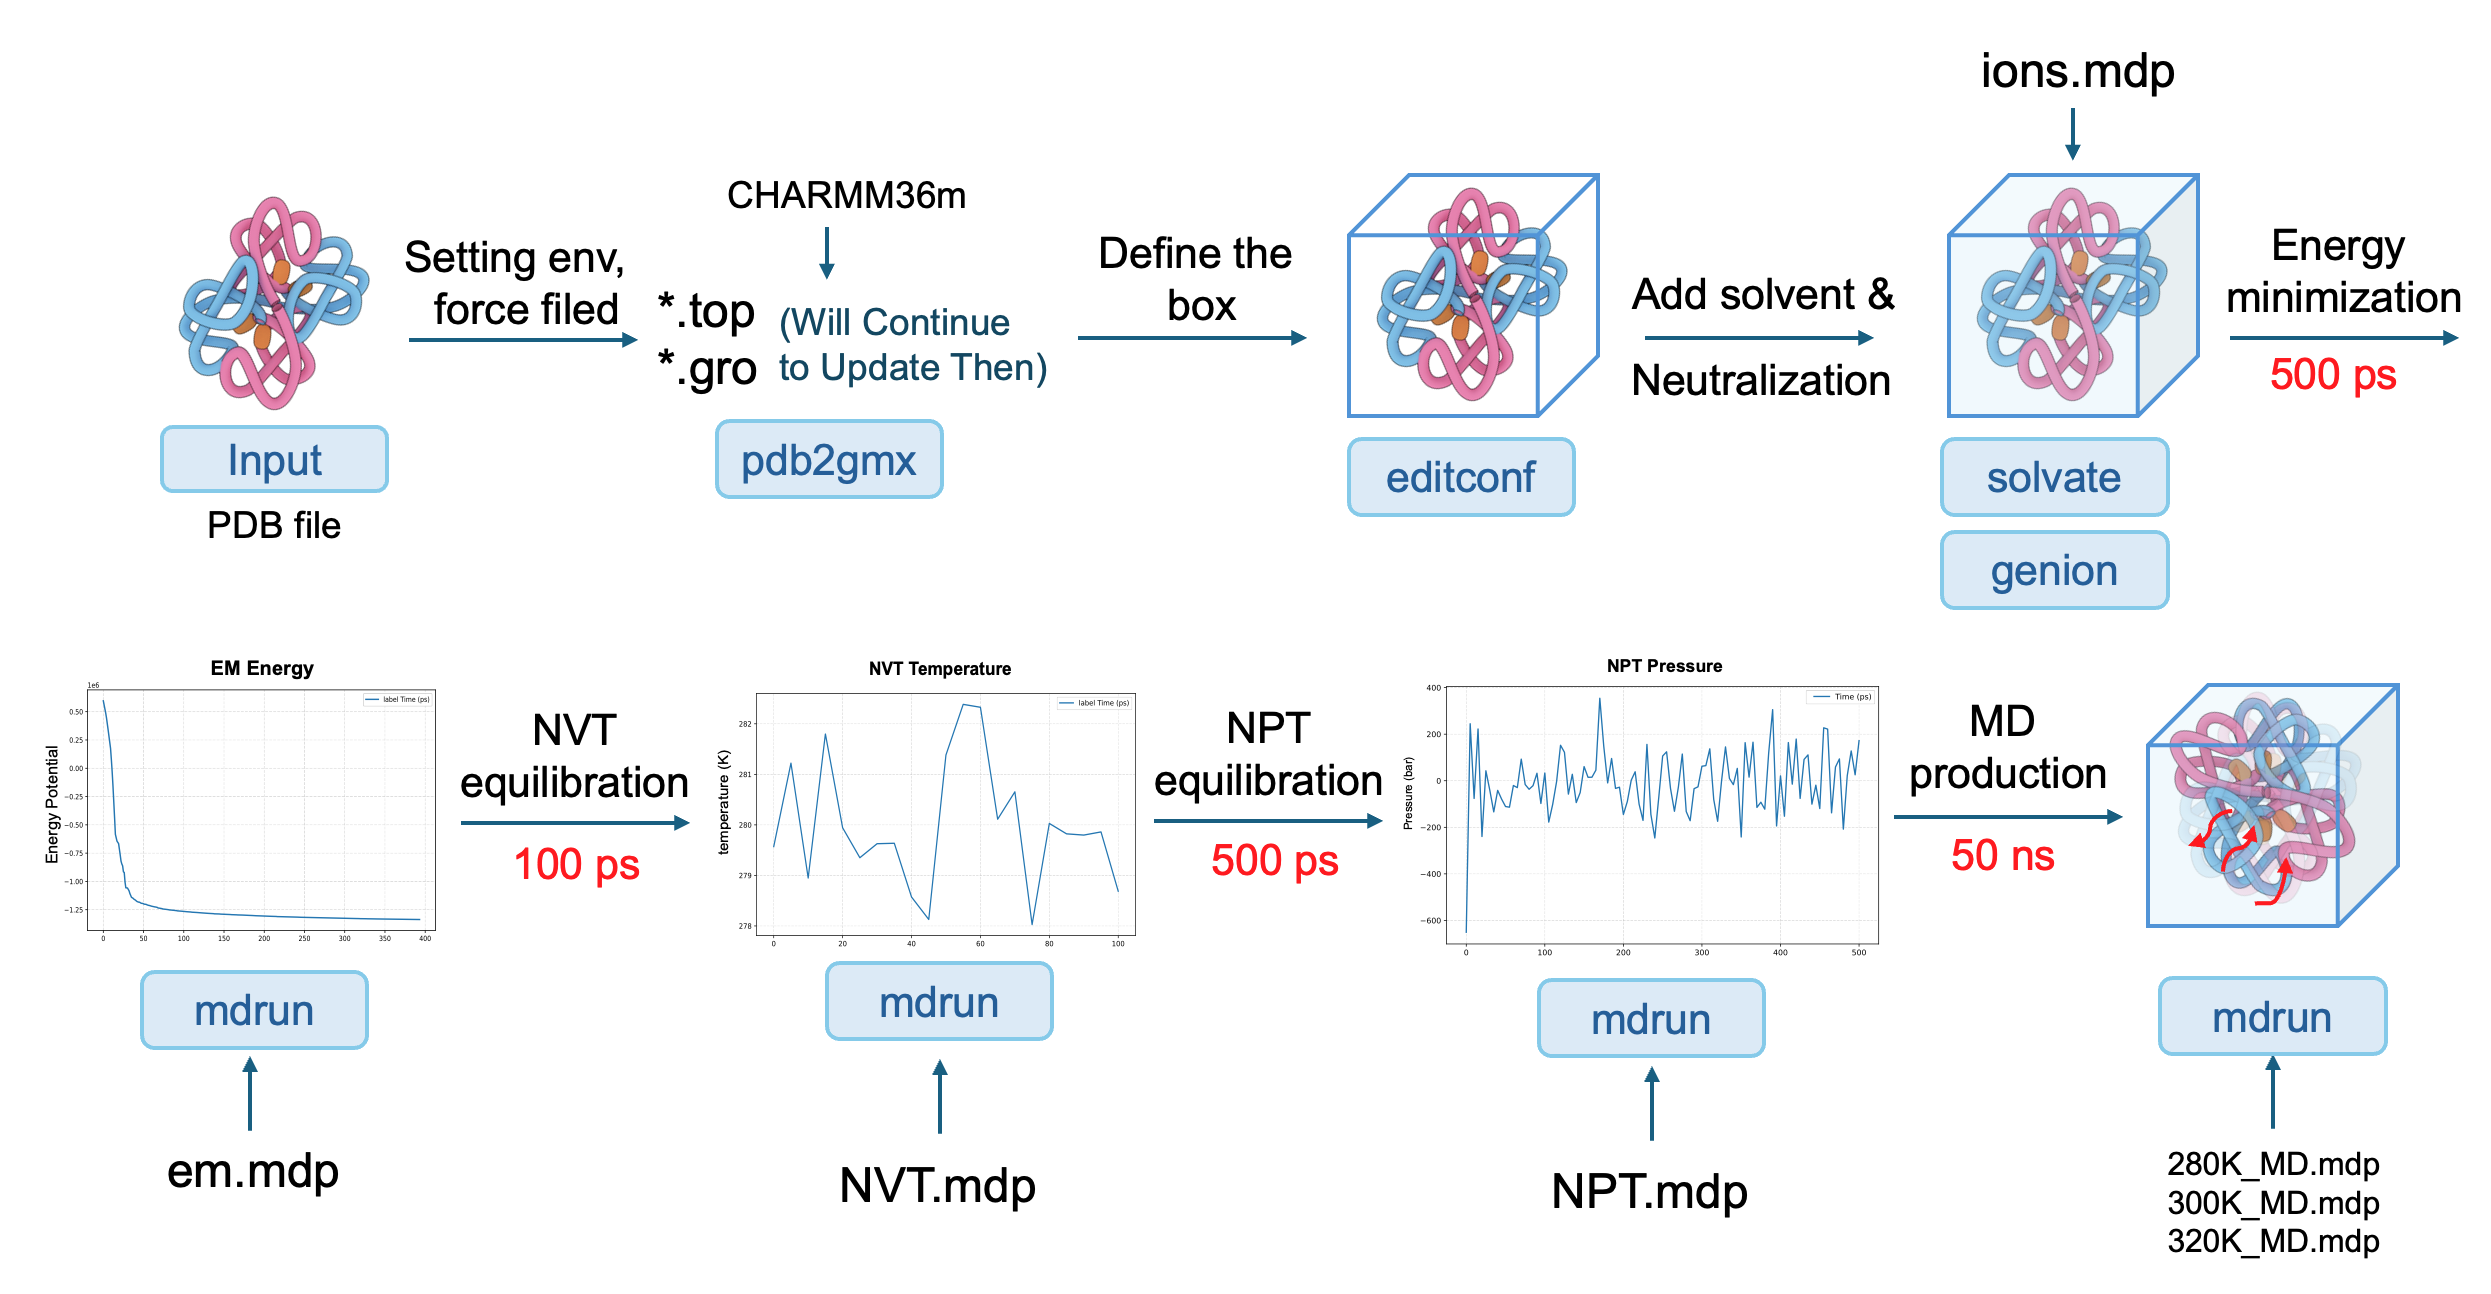 ions.mdp
CHARMM36m
Setting env,
force filed
*.top
*.gro
(Will Continue
to Update Then)
Define the
box
Add solvent &
Neutralization
Energy
minimization
500 ps
Input
PDB file
pdb2gmx
editconf
solvate
genion
EM Energy
1e6
label Time (ps)
Energy Potential
0.50
0.25
0.00
−0.25
−0.50
−0.75
−1.00
−1.25
0 50 100 150 200 250 300 350 400
mdrun
em.mdp
NVT
equilibration
100 ps
NVT Temperature
label Time (ps)
temperature (K)
282
281
280
279
278
0 20 40 60 80 100
mdrun
NVT.mdp
NPT
equilibration
500 ps
NPT Pressure
Time (ps)
Pressure (bar)
400
200
0
−200
−400
−600
0 100 200 300 400 500
mdrun
NPT.mdp
MD
production
50 ns
mdrun
280K_MD.mdp
300K_MD.mdp
320K_MD.mdp